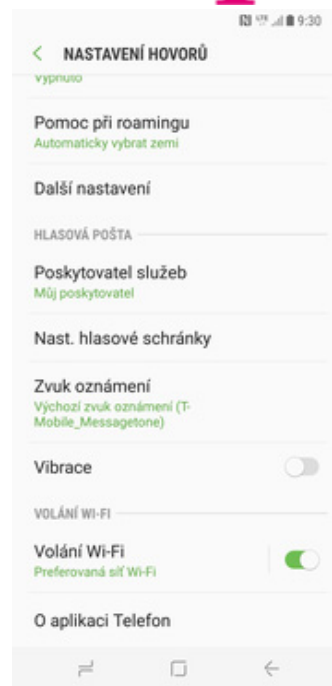 9:30
NASTAVENÍ HOVORŮ
Vypnuto
Pomoc při roamingu
Automaticky vybrat zemi
Další nastavení
HLASOVÁ POŠTA
Poskytovatel služeb
Můj poskytovatel
Nast. hlasové schránky
Zvuk oznámení
Výchozí zvuk oznámení (T-
Mobile_Messagetone)
Vibrace
VOLÁNÍ WI-FI
Volání Wi-Fi
Preferovaná síť Wi-Fi
O aplikaci Telefon